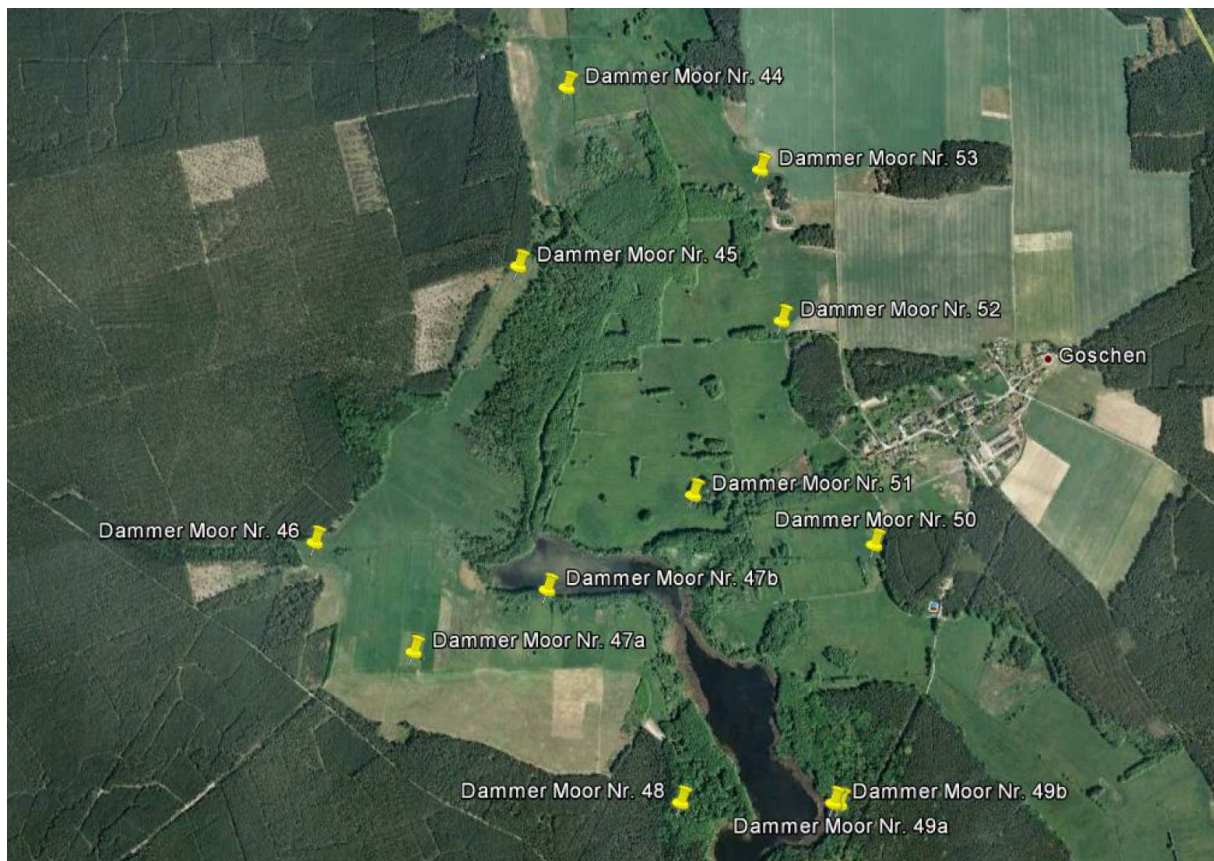 Dammer Moor Nr. 44
Dammer Moor Nr. 53
Dammer Moor Nr. 45
Dammer Moor Nr. 52
Goschen
Dammer Moor Nr. 51
Dammer Moor Nr. 50
Dammer Moor Nr. 46
Dammer Moor Nr. 47b
Dammer Moor Nr. 47a
Dammer Moor Nr. 48
Dammer Moor Nr. 49b
Dammer Moor Nr. 49a